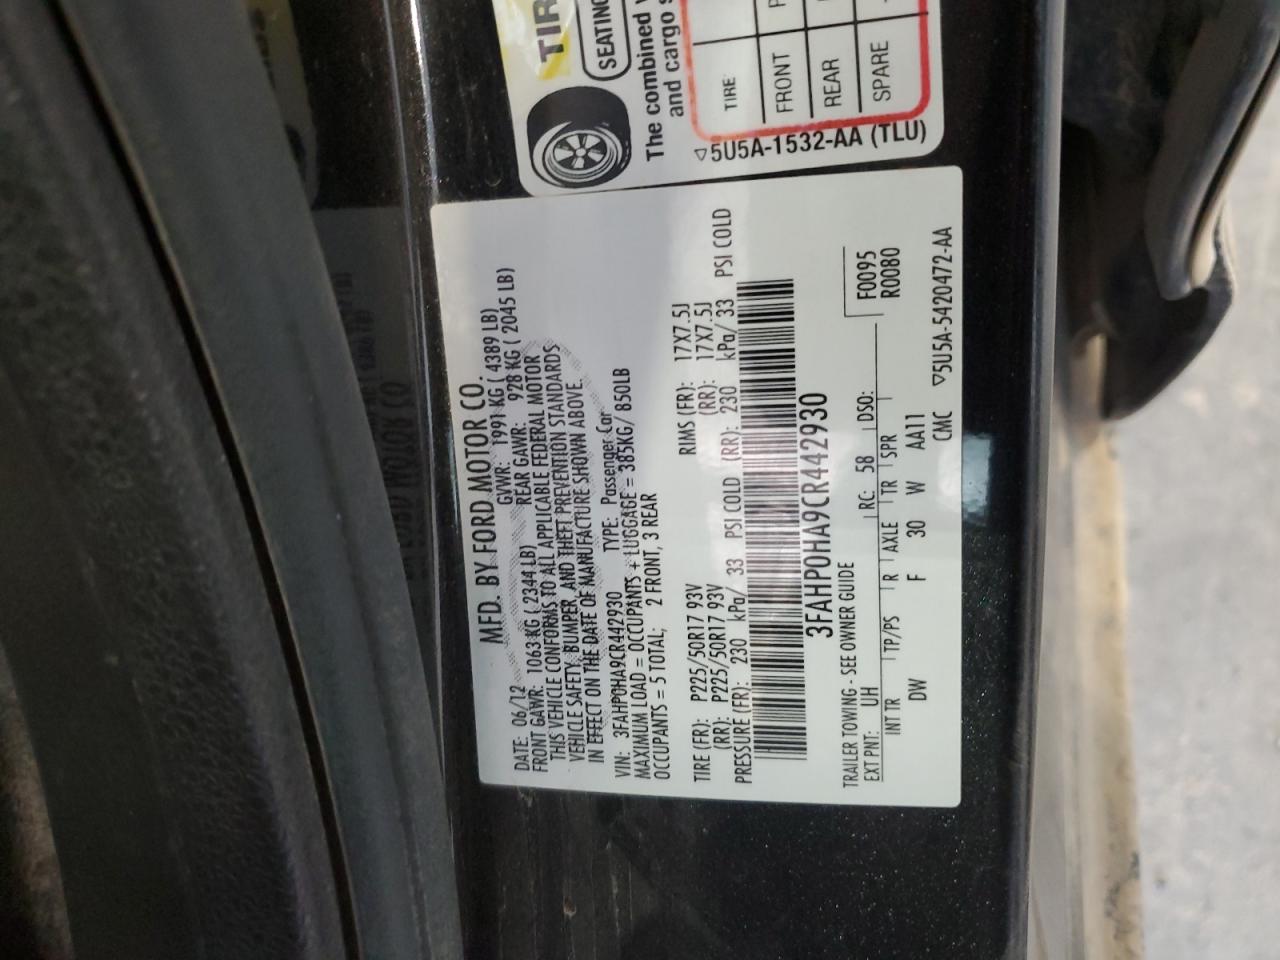 TIR
SEATING
The combined
and cargo
TIRE
FRONT
REAR
SPARE
▽5U5A-1532-AA (TLU)
MFD. BY FORD MOTOR CO.
DATE: 06/12 GVWR: 1991 KG ( 4389 LB)
FRONT GAWR: 1063 KG ( 2344 LB) REAR GAWR: 928 KG ( 2045 LB)
THIS VEHICLE CONFORMS TO ALL APPLICABLE FEDERAL MOTOR
VEHICLE SAFETY, BUMPER, AND THEFT PREVENTION STANDARDS
IN EFFECT ON THE DATE OF MANUFACTURE SHOWN ABOVE.
VIN: 3FAHP0HA9CR442930 TYPE: Passenger Car
MAXIMUM LOAD = OCCUPANTS + LUGGAGE = 385KG/ 850LB
OCCUPANTS = 5 TOTAL; 2 FRONT, 3 REAR
TIRE (FR): P225/50R17 93V RIMS (FR): 17X7.5J
(RR): P225/50R17 93V (RR): 17X7.5J
PRESSURE (FR): 230 kPa/ 33 PSI COLD (RR): 230 kPa/ 33 PSI COLD
3FAHP0HA9CR442930
TRAILER TOWING - SEE OWNER GUIDE F0095
EXT PNT: UH RC: 58 DSO: R0080
INT TR TP/PS R AXLE TR SPR
DW F 30 W AA11
CMC ▽5U5A-5420472-AA